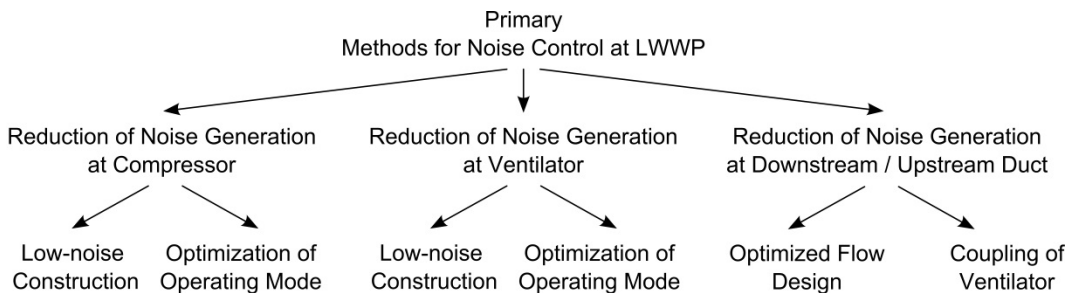 Primary
Methods for Noise Control at LWWP
Reduction of Noise Generation
at Compressor
Reduction of Noise Generation
at Ventilator
Reduction of Noise Generation
at Downstream / Upstream Duct
Low-noise
Construction
Optimization of
Operating Mode
Low-noise
Construction
Optimization of
Operating Mode
Optimized Flow
Design
Coupling of
Ventilator